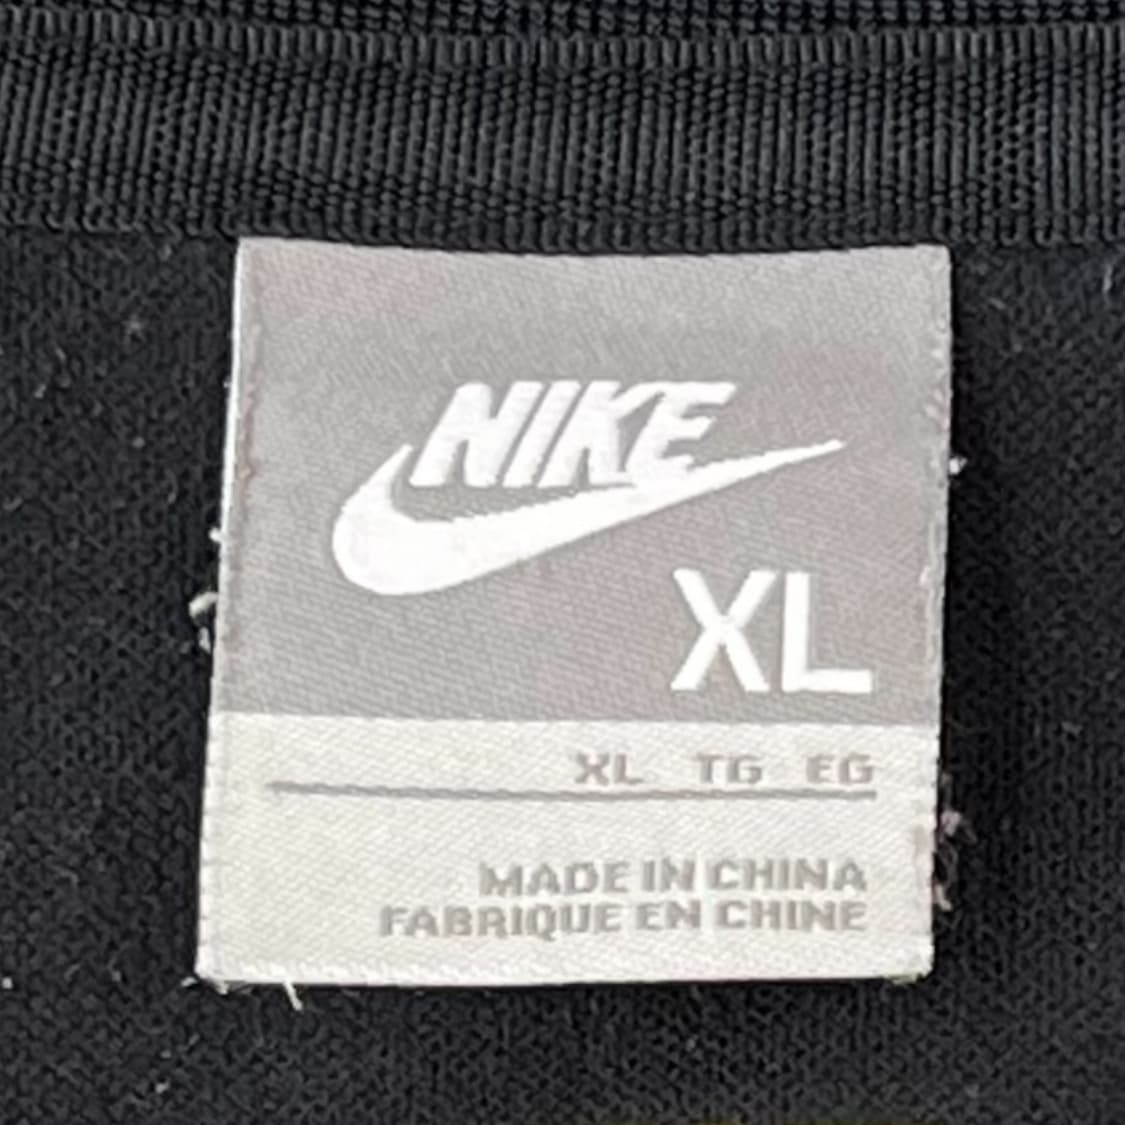 NIKE
XL
XL TG EG
MADE IN CHINA
FABRIQUE EN CHINE